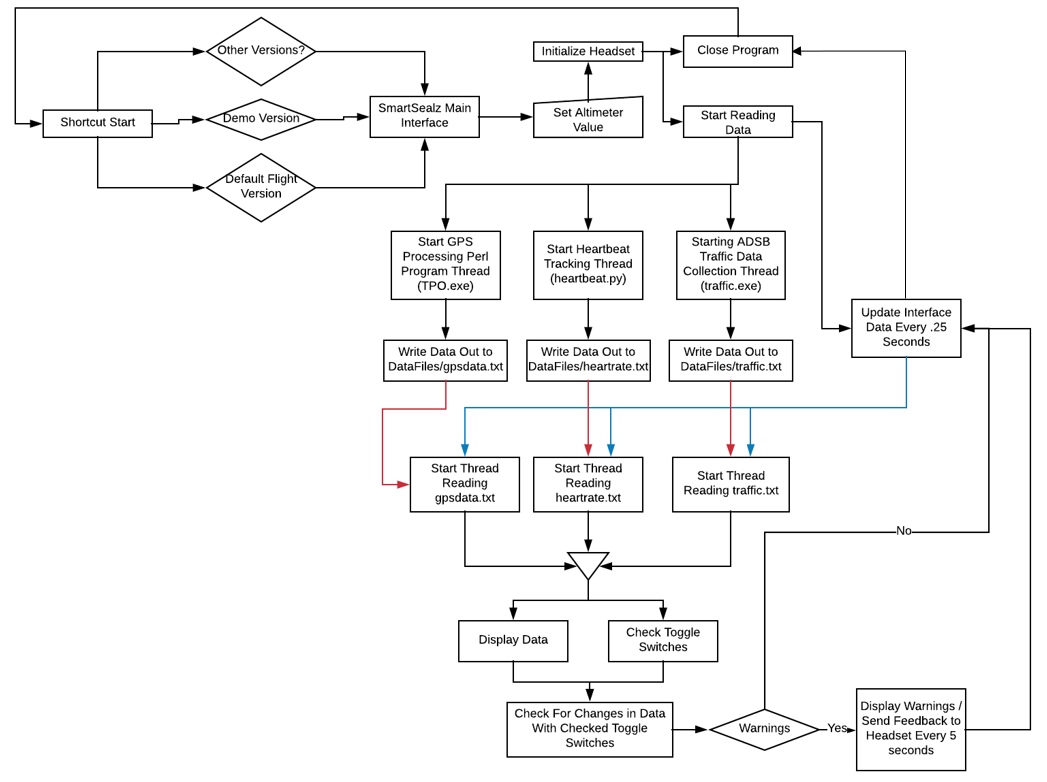 Other Versions?
Initialize Headset
Close Program
Shortcut Start
Demo Version
SmartSealz Main
Interface
Set Altimeter
Value
Start Reading
Data
Default Flight
Version
Start GPS
Processing Perl
Program Thread
(TPO.exe)
Start Heartbeat
Tracking Thread
(heartbeat.py)
Starting ADSB
Traffic Data
Collection Thread
(traffic.exe)
Update Interface
Data Every .25
Seconds
Write Data Out to
DataFiles/gpsdata.txt
Write Data Out to
DataFiles/heartrate.txt
Write Data Out to
DataFiles/traffic.txt
Start Thread
Reading
gpsdata.txt
Start Thread
Reading
heartrate.txt
Start Thread
Reading traffic.txt
No
Display Data
Check Toggle
Switches
Check For Changes in Data
With Checked Toggle
Switches
Warnings
Yes
Display Warnings /
Send Feedback to
Headset Every 5
seconds